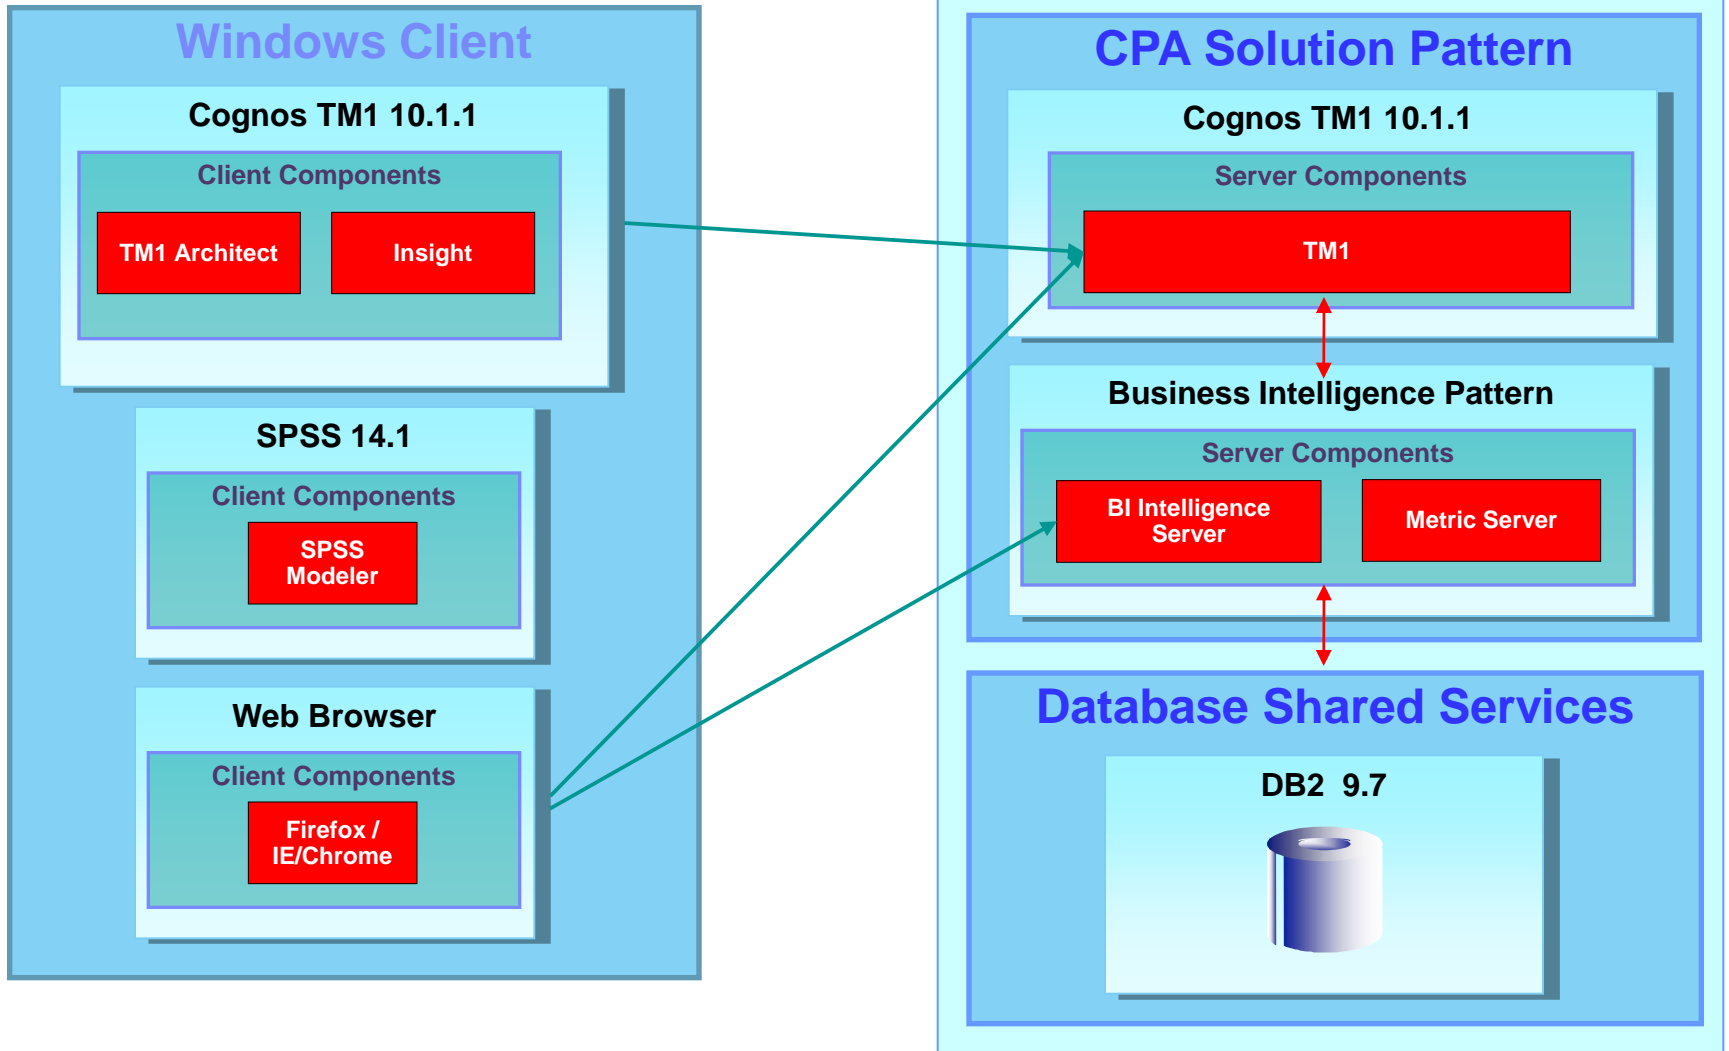 Windows Client
Cognos TM1 10.1.1
Client Components
TM1 Architect
Insight
SPSS 14.1
Client Components
SPSS
Modeler
Web Browser
Client Components
Firefox /
IE/Chrome
CPA Solution Pattern
Cognos TM1 10.1.1
Server Components
TM1
Business Intelligence Pattern
Server Components
BI Intelligence
Server
Metric Server
Database Shared Services
DB2 9.7